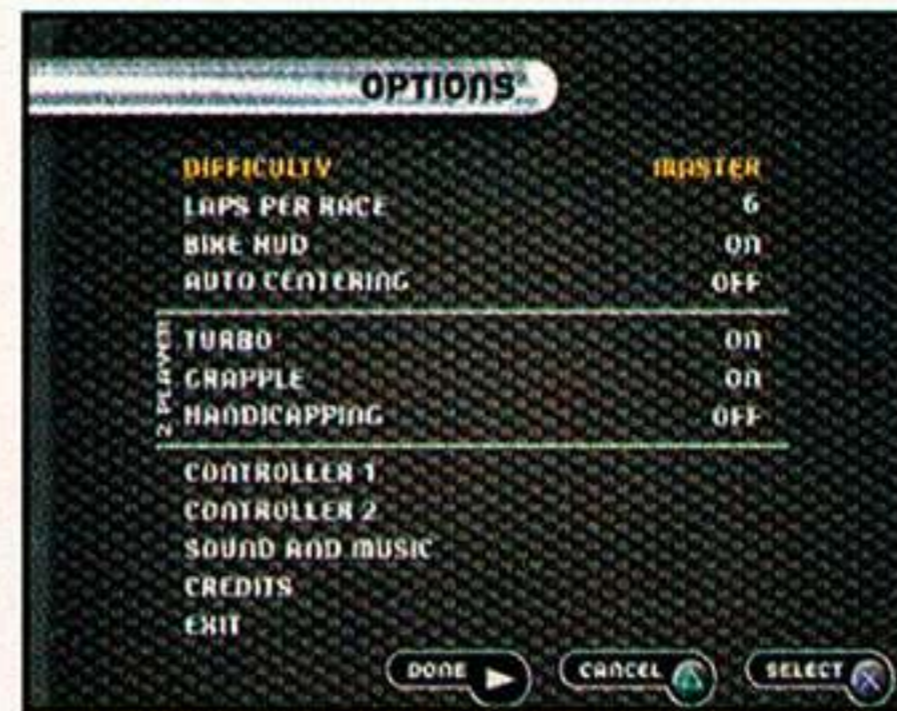 OPTIONS
DIFFICULTY MASTER
LAPS PER RACE 6
BIKE HUD ON
AUTO CENTERING OFF
2 PLAYER
TURBO ON
GRAPPLE ON
HANDICAPPING OFF
CONTROLLER 1
CONTROLLER 2
SOUND AND MUSIC
CREDITS
EXIT
DONE CANCEL SELECT